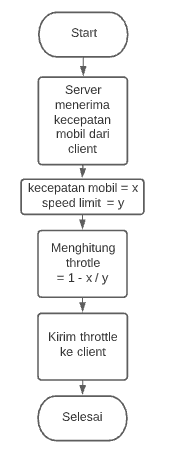 Start
Server
menerima
kecepatan
mobil dari
client
kecepatan mobil = x
speed limit = y
Menghitung
throtle
= 1 - x / y
Kirim throttle
ke client
Selesai